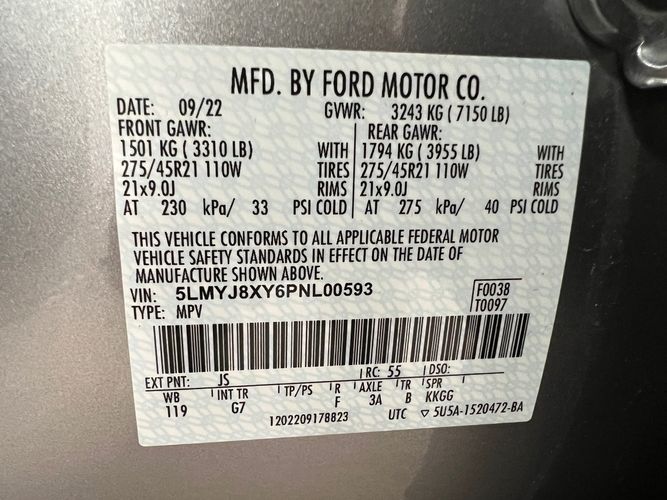 MFD. BY FORD MOTOR CO.
DATE: 09/22 GVWR: 3243 KG ( 7150 LB)
FRONT GAWR: REAR GAWR:
1501 KG ( 3310 LB) WITH 1794 KG ( 3955 LB) WITH
275/45R21 110W TIRES 275/45R21 110W TIRES
21x9.0J RIMS 21x9.0J RIMS
AT 230 kPa/ 33 PSI COLD AT 275 kPa/ 40 PSI COLD
THIS VEHICLE CONFORMS TO ALL APPLICABLE FEDERAL MOTOR
VEHICLE SAFETY STANDARDS IN EFFECT ON THE DATE OF
MANUFACTURE SHOWN ABOVE.
VIN: 5LMYJ8XY6PNL00593 F0038
TYPE: MPV T0097
EXT PNT: JS RC: 55 DSO:
WB INT TR TP/PS R AXLE TR SPR
119 G7 F 3A B KKGG
1202209178823 UTC ▽ 5U5A-1520472-BA